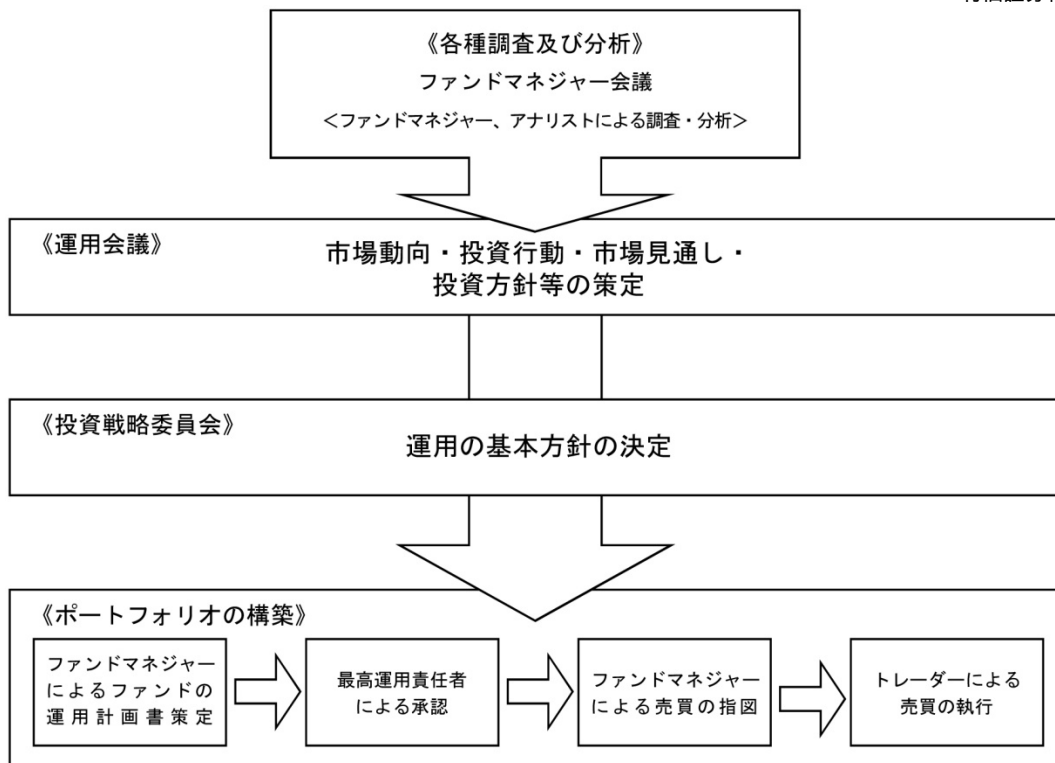 《各種調査及び分析》
ファンドマネジャー会議
＜ファンドマネジャー、アナリストによる調査・分析＞
《運用会議》
市場動向・投資行動・市場見通し・
投資方針等の策定
《投資戦略委員会》
運用の基本方針の決定
《ポートフォリオの構築》
ファンドマネジャー
によるファンドの
運用計画書策定
最高運用責任者
による承認
ファンドマネジャー
による売買の指図
トレーダーによる
売買の執行